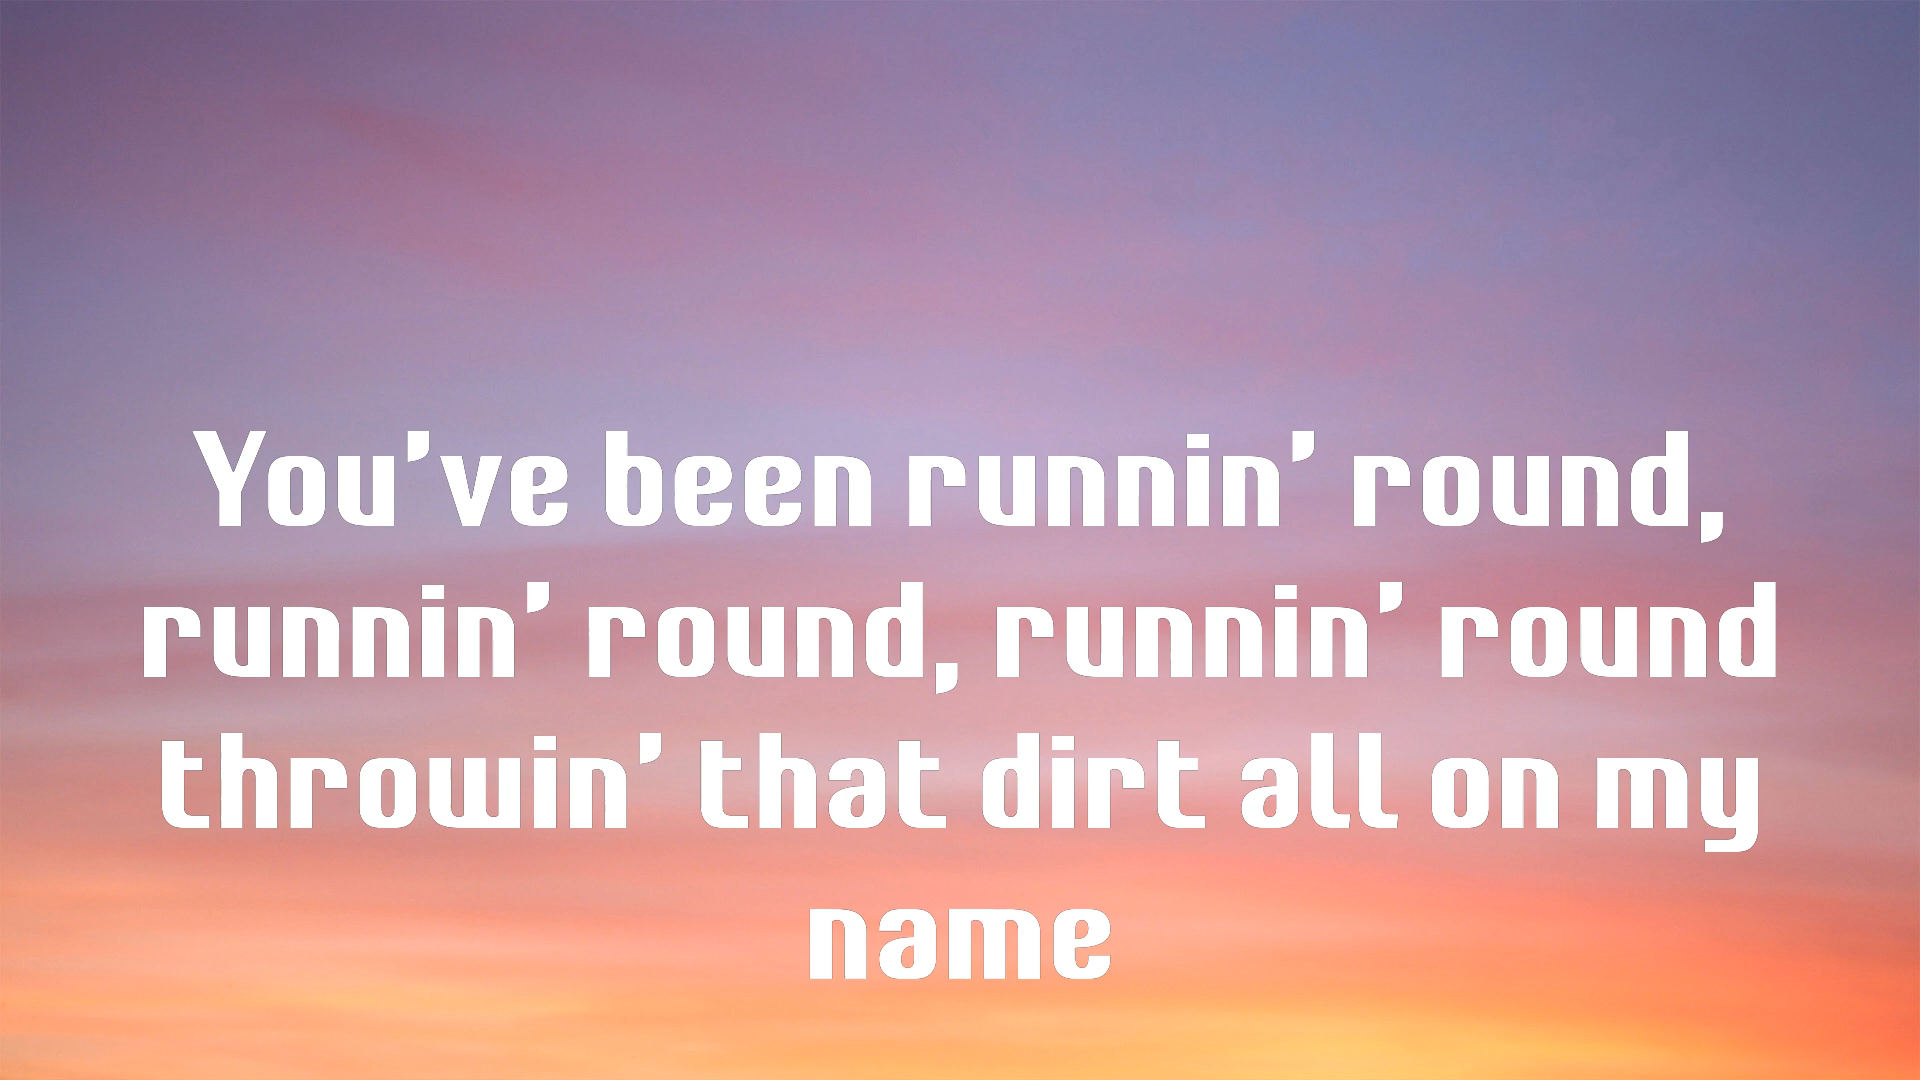 You've been runnin' round,
runnin' round, runnin' round
throwin' that dirt all on my
name